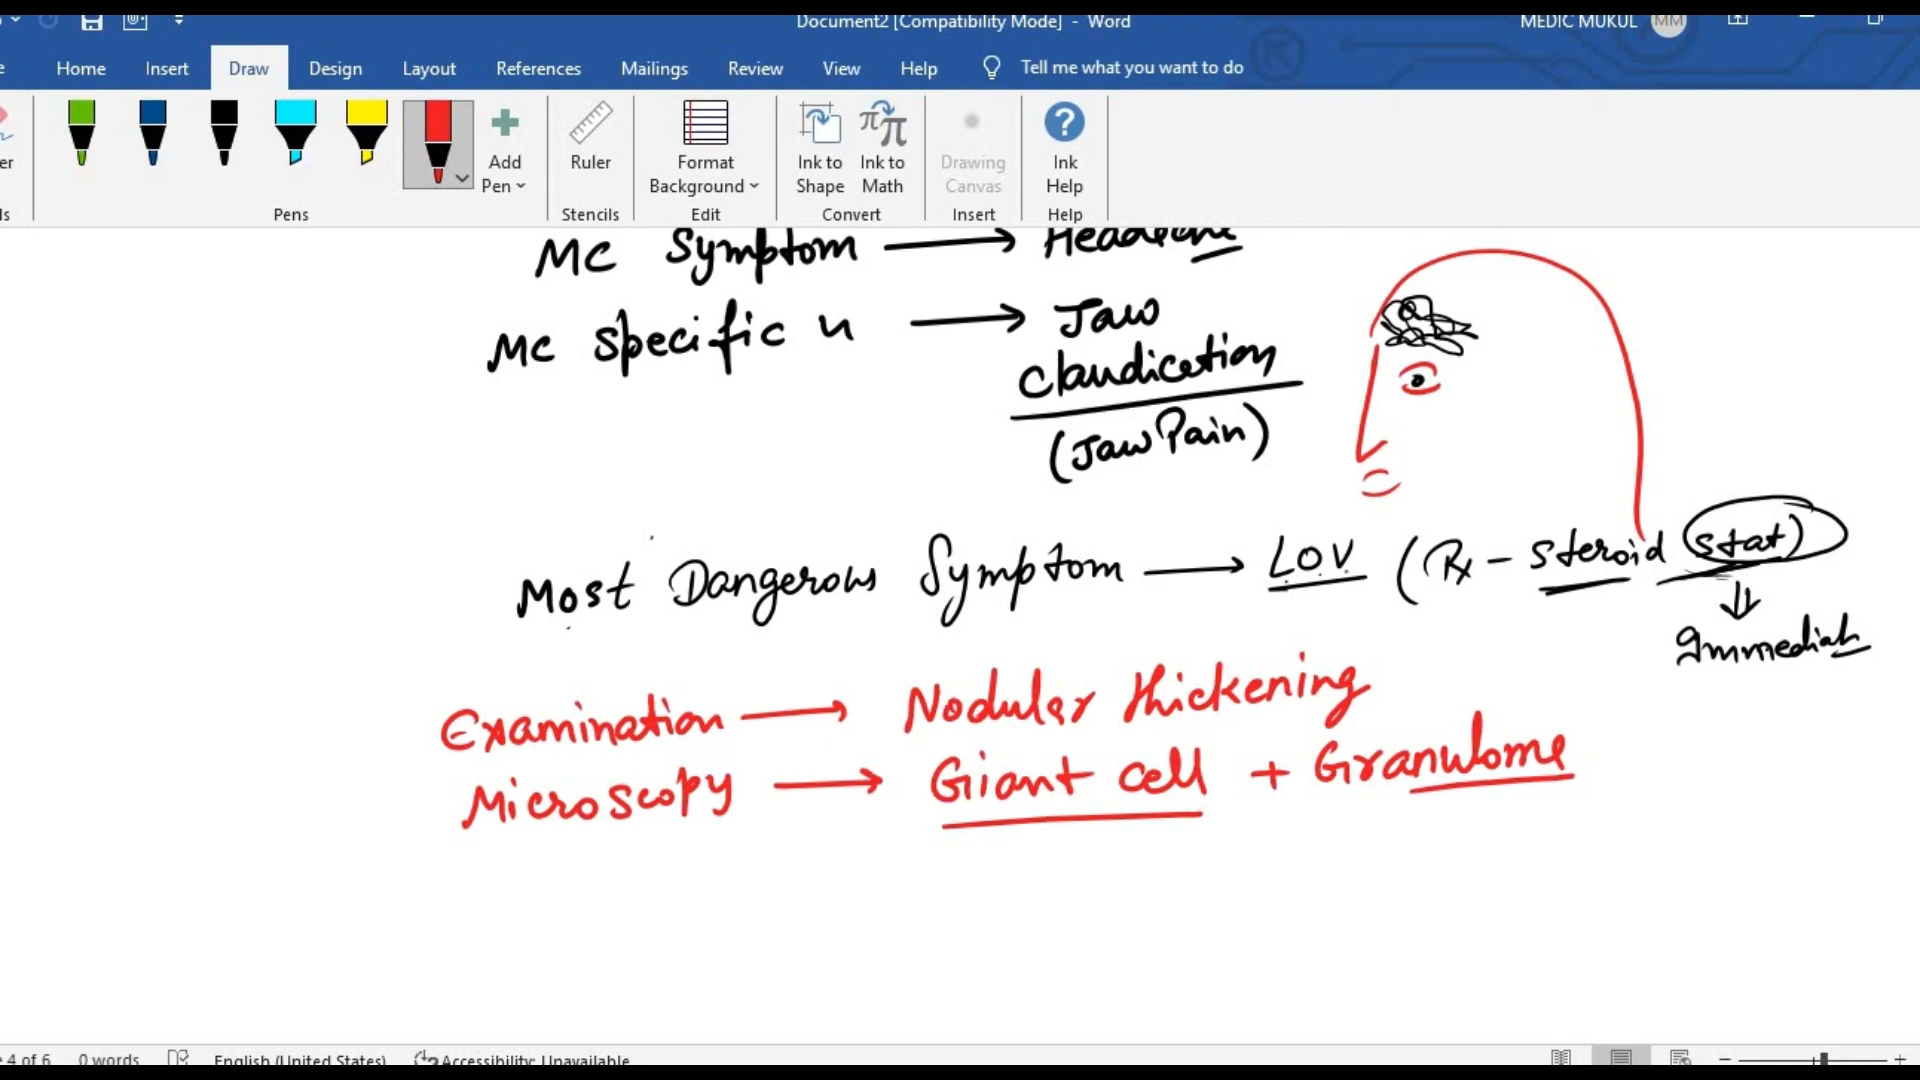 Document2 [Compatibility Mode] - Word
MEDIC MUKUL MM
Home Insert Draw Design Layout References Mailings Review View Help Tell me what you want to do
Add Pen
Ruler
Format Background
Ink to Shape
Ink to Math
Drawing Canvas
Ink Help
Pens Stencils Edit Convert Insert Help
MC Symptom → Headache
MC Specific → Jaw
Claudication
(Jaw Pain)
Most Dangerous Symptom → LOV (Rx - Steroid Stat)
Examination → Nodular thickening
Microscopy → Giant cell + Granuloma
4 of 6 0 words English (United States) Accessibility: Unavailable